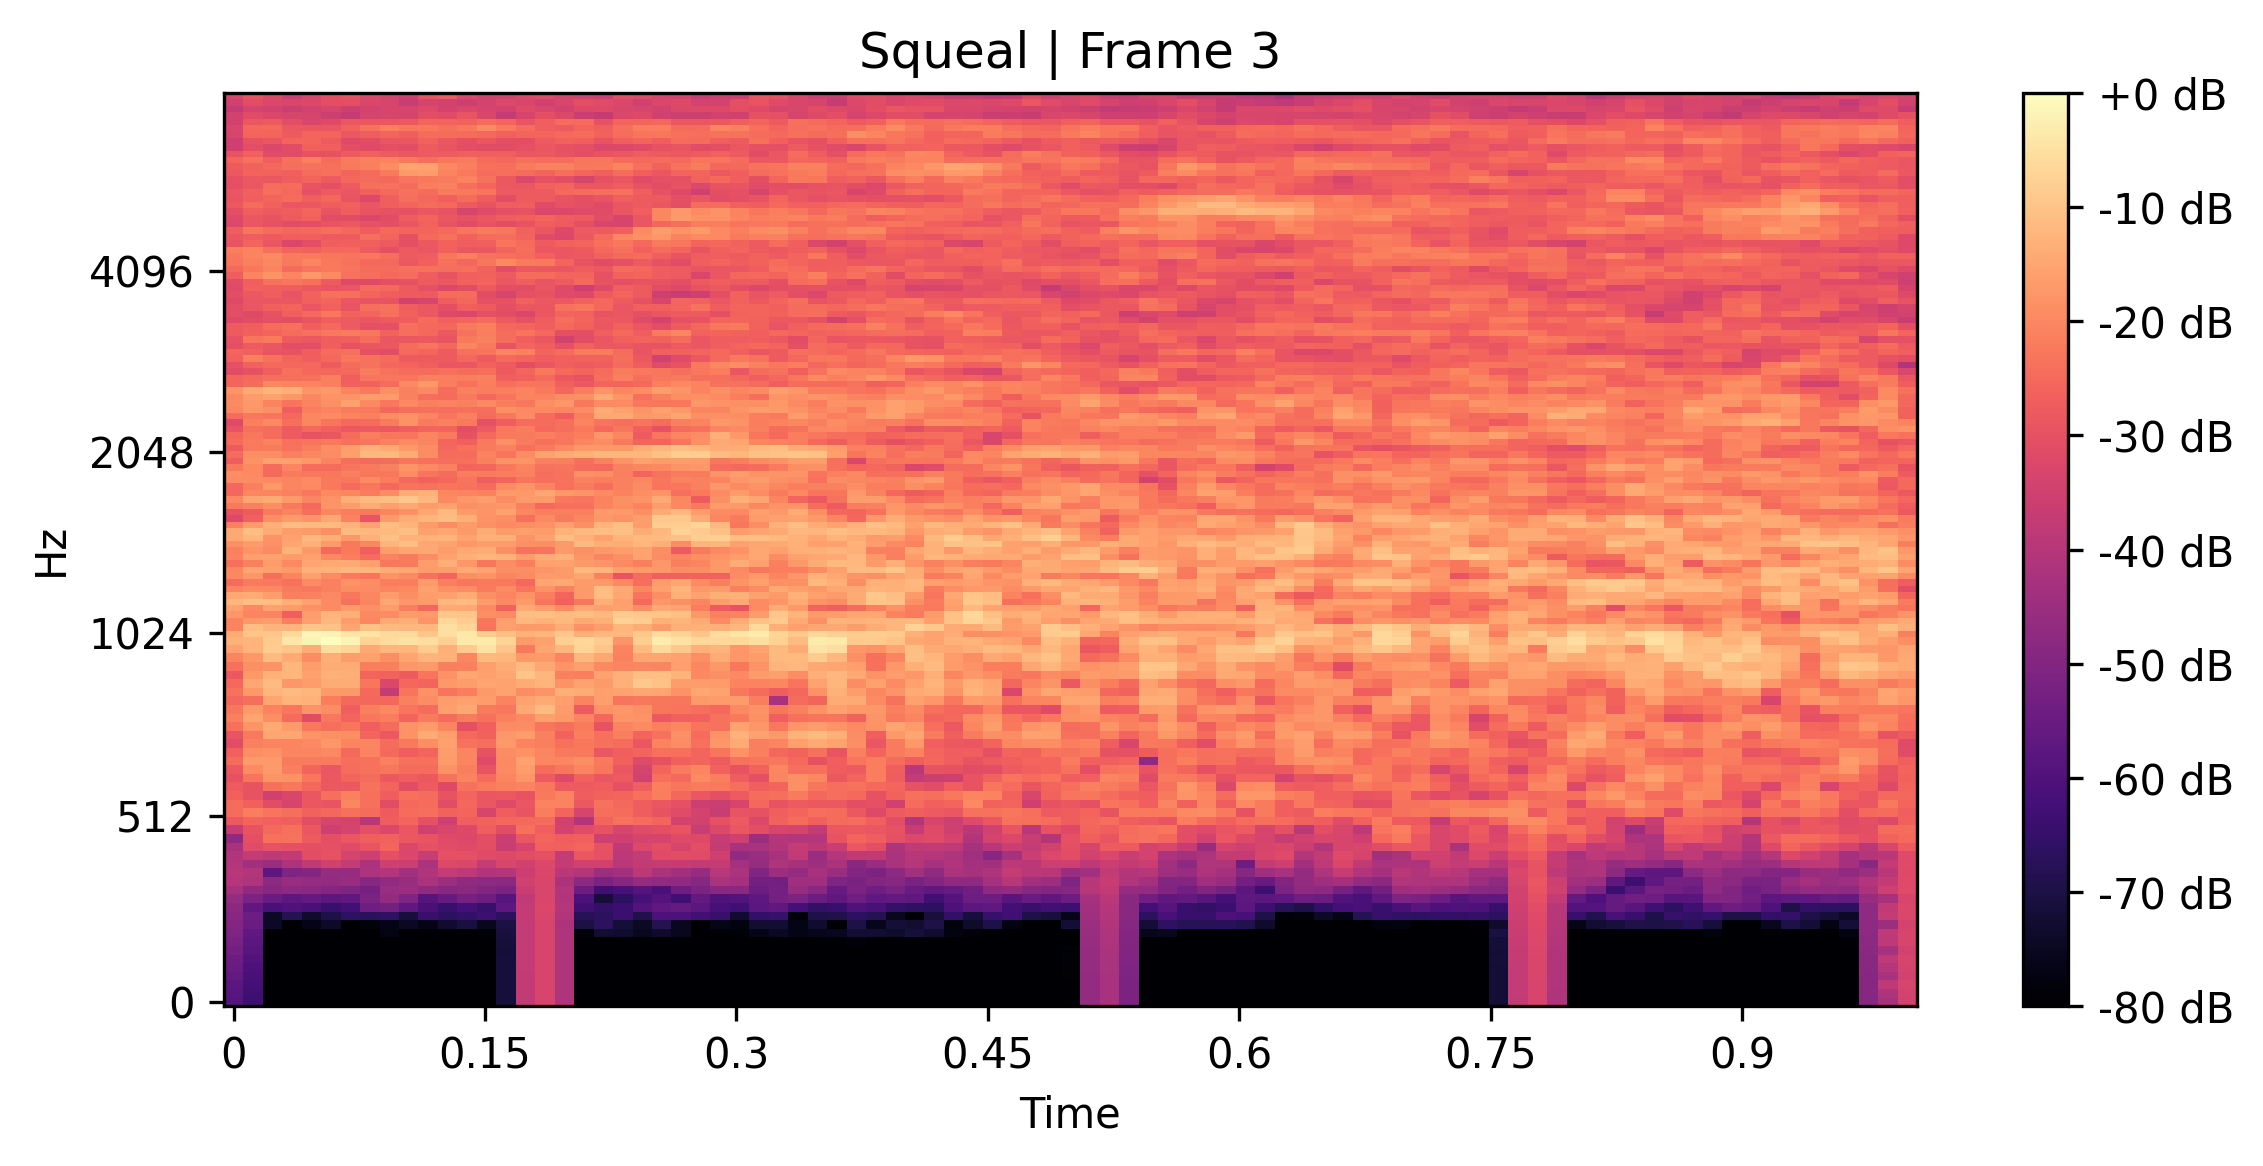 Squeal | Frame 3
+0 dB
-10 dB
-20 dB
-30 dB
-40 dB
-50 dB
-60 dB
-70 dB
-80 dB
4096
2048
1024
512
0
Hz
0 0.15 0.3 0.45 0.6 0.75 0.9
Time